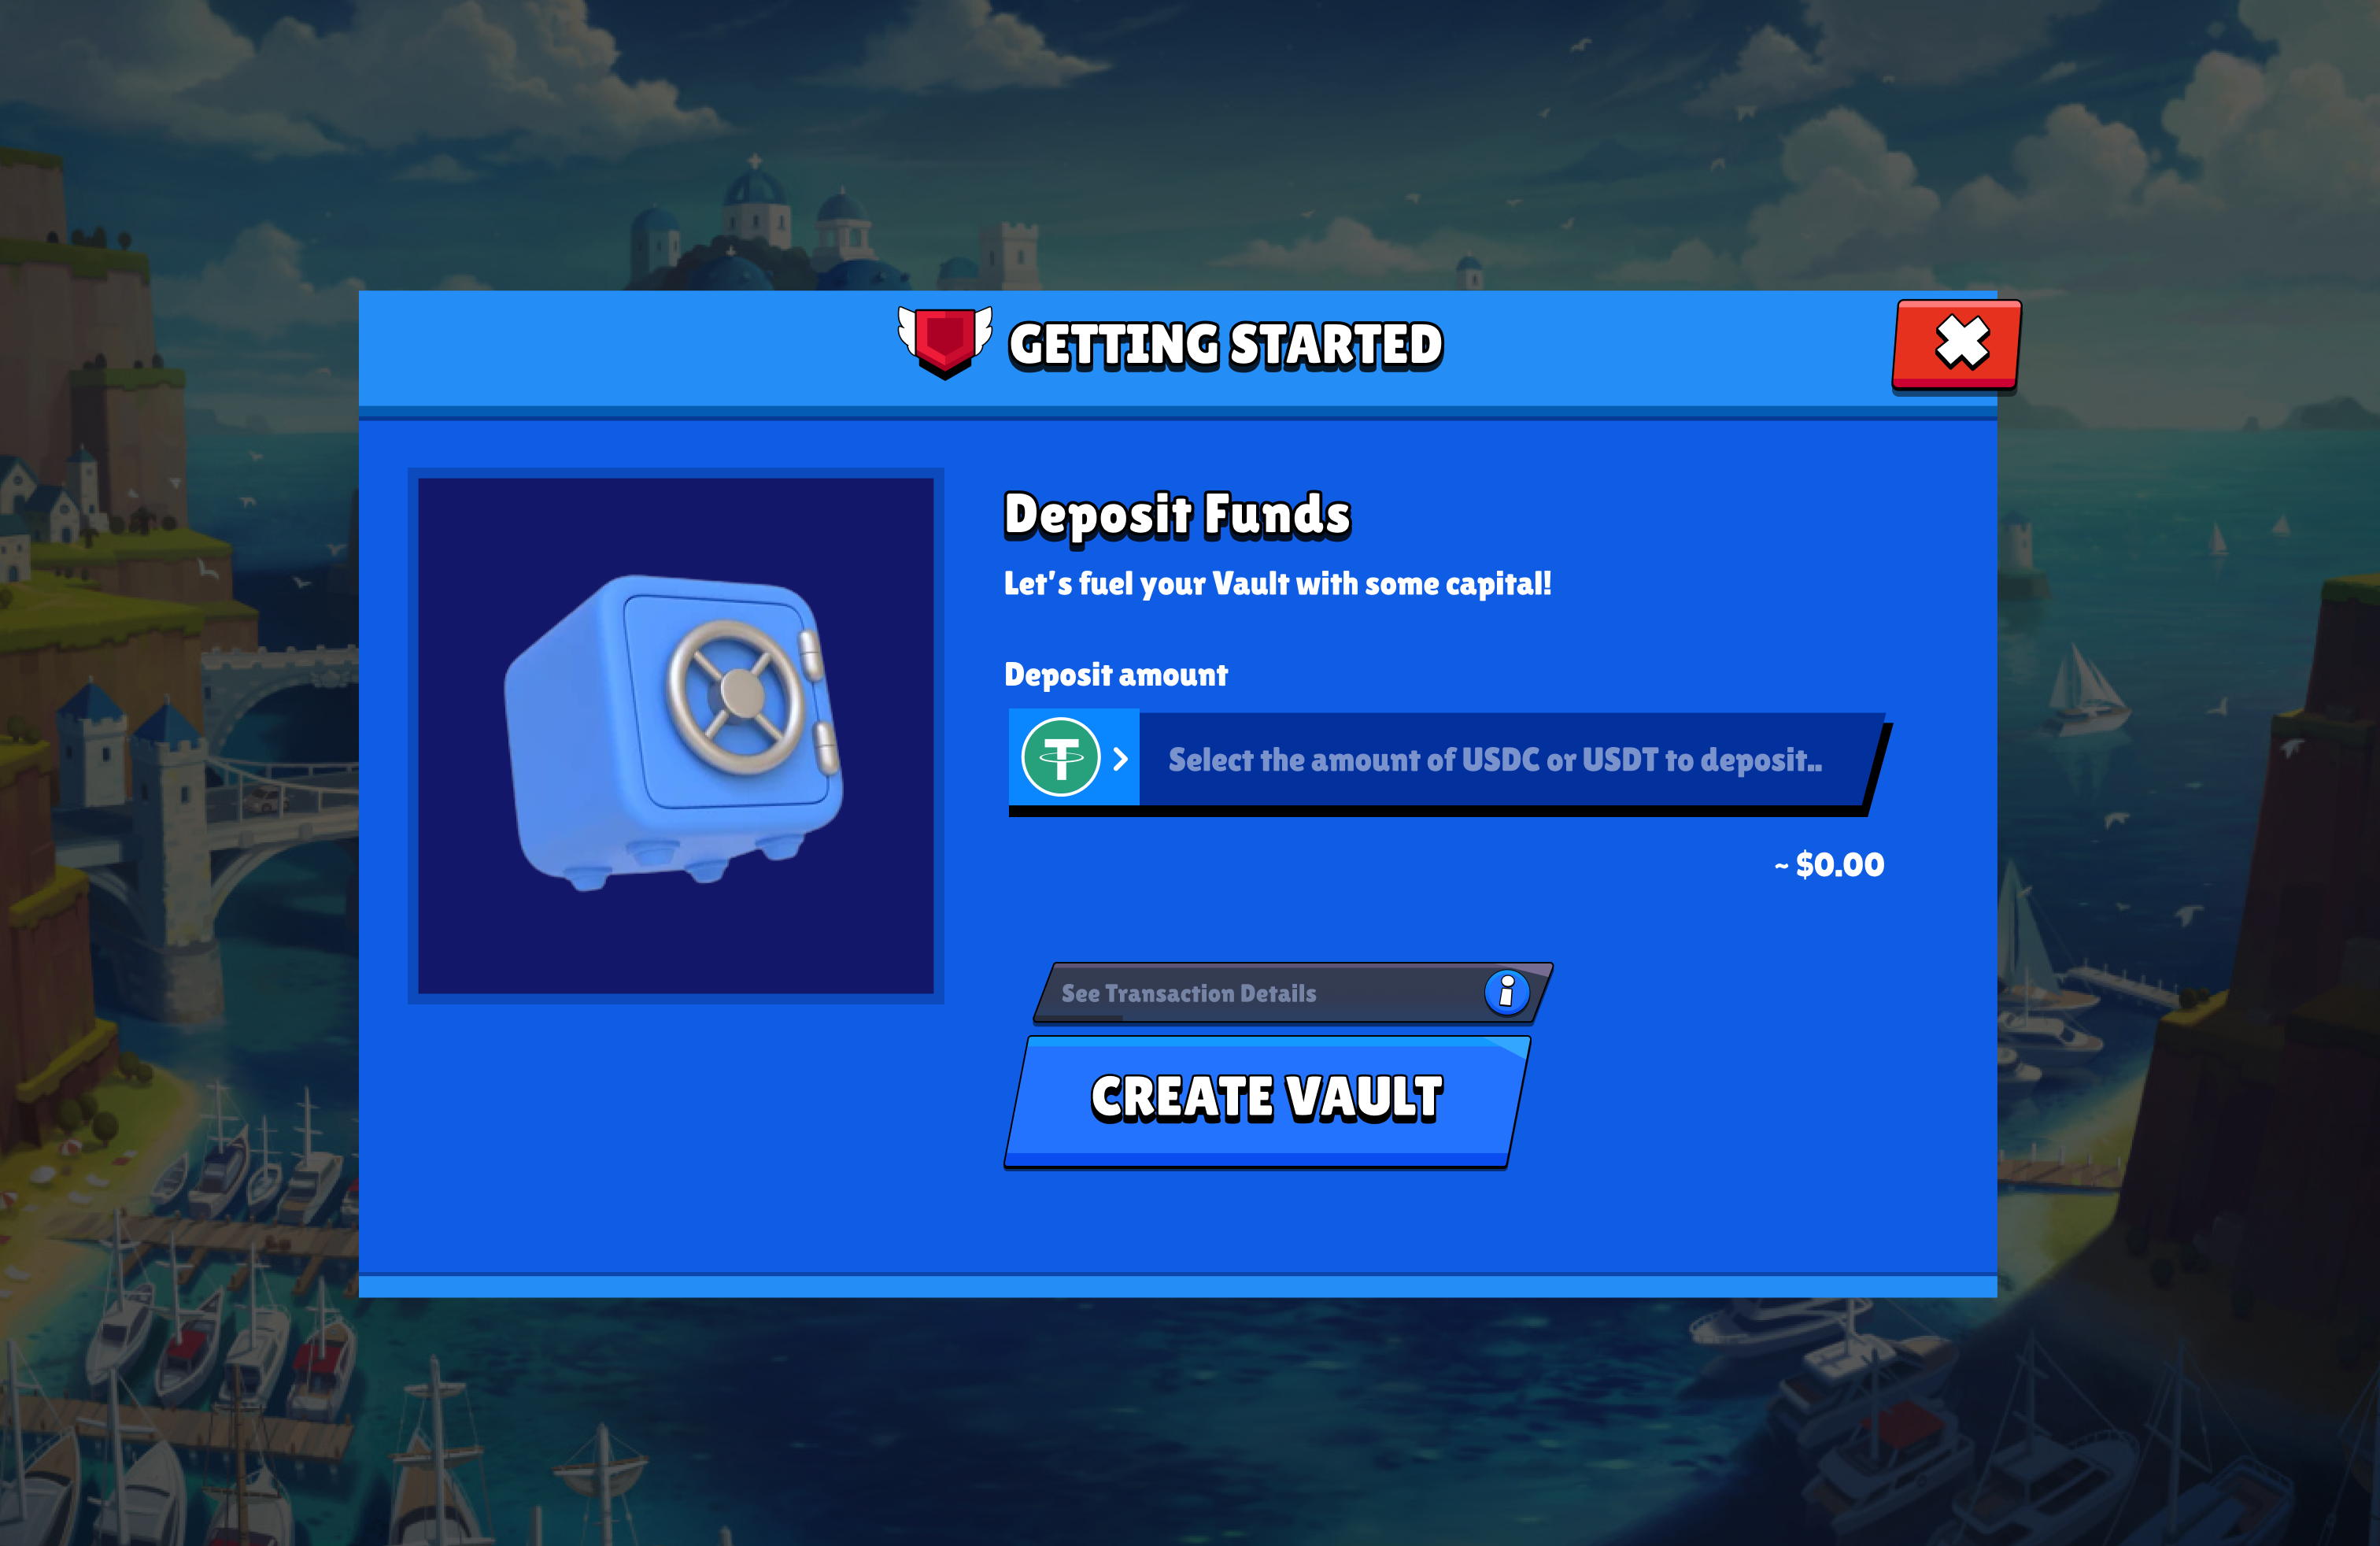 GETTING STARTED
Deposit Funds
Let's fuel your Vault with some capital!
Deposit amount
Select the amount of USDC or USDT to deposit..
~ $0.00
See Transaction Details
CREATE VAULT